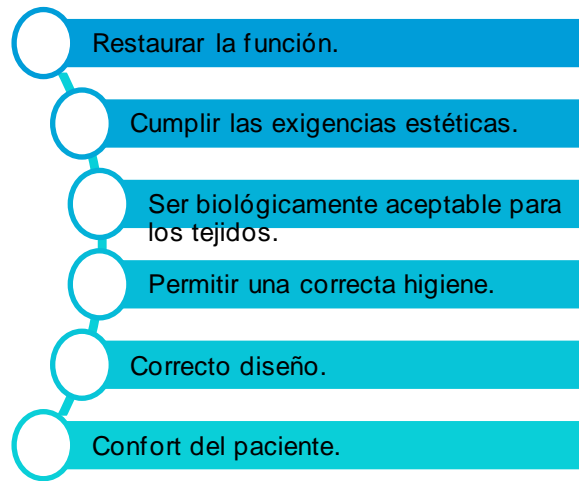 Restaurar la función.
Cumplir las exigencias estéticas.
Ser biológicamente aceptable para
los tejidos.
Permitir una correcta higiene.
Correcto diseño.
Confort del paciente.